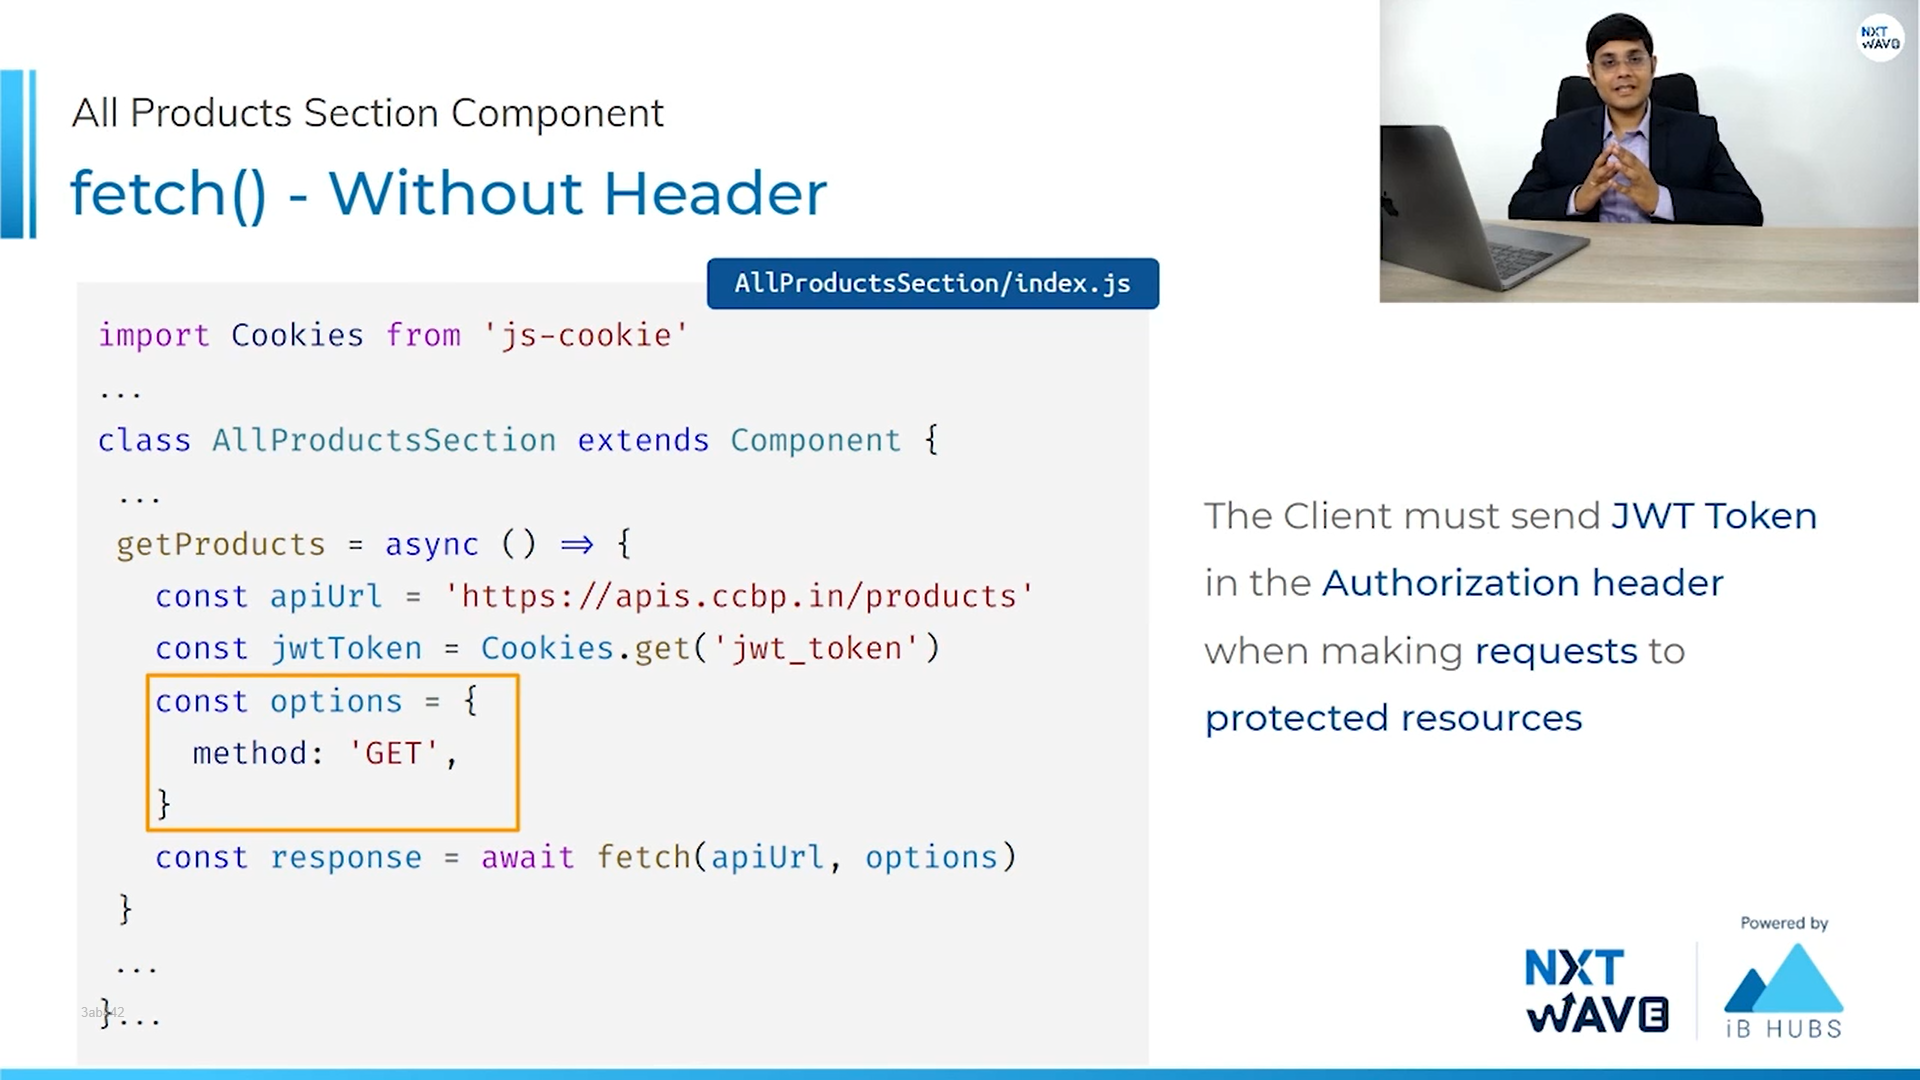 NXT
WAVE
All Products Section Component
fetch() - Without Header
AllProductsSection/index.js
import Cookies from 'js-cookie'
...
class AllProductsSection extends Component {
...
getProducts = async () => {
const apiUrl = 'https://apis.ccbp.in/products'
const jwtToken = Cookies.get('jwt_token')
const options = {
method: 'GET',
}
const response = await fetch(apiUrl, options)
}
...
}...
The Client must send JWT Token
in the Authorization header
when making requests to
protected resources
Powered by
NXT
WAVE
iB HUBS